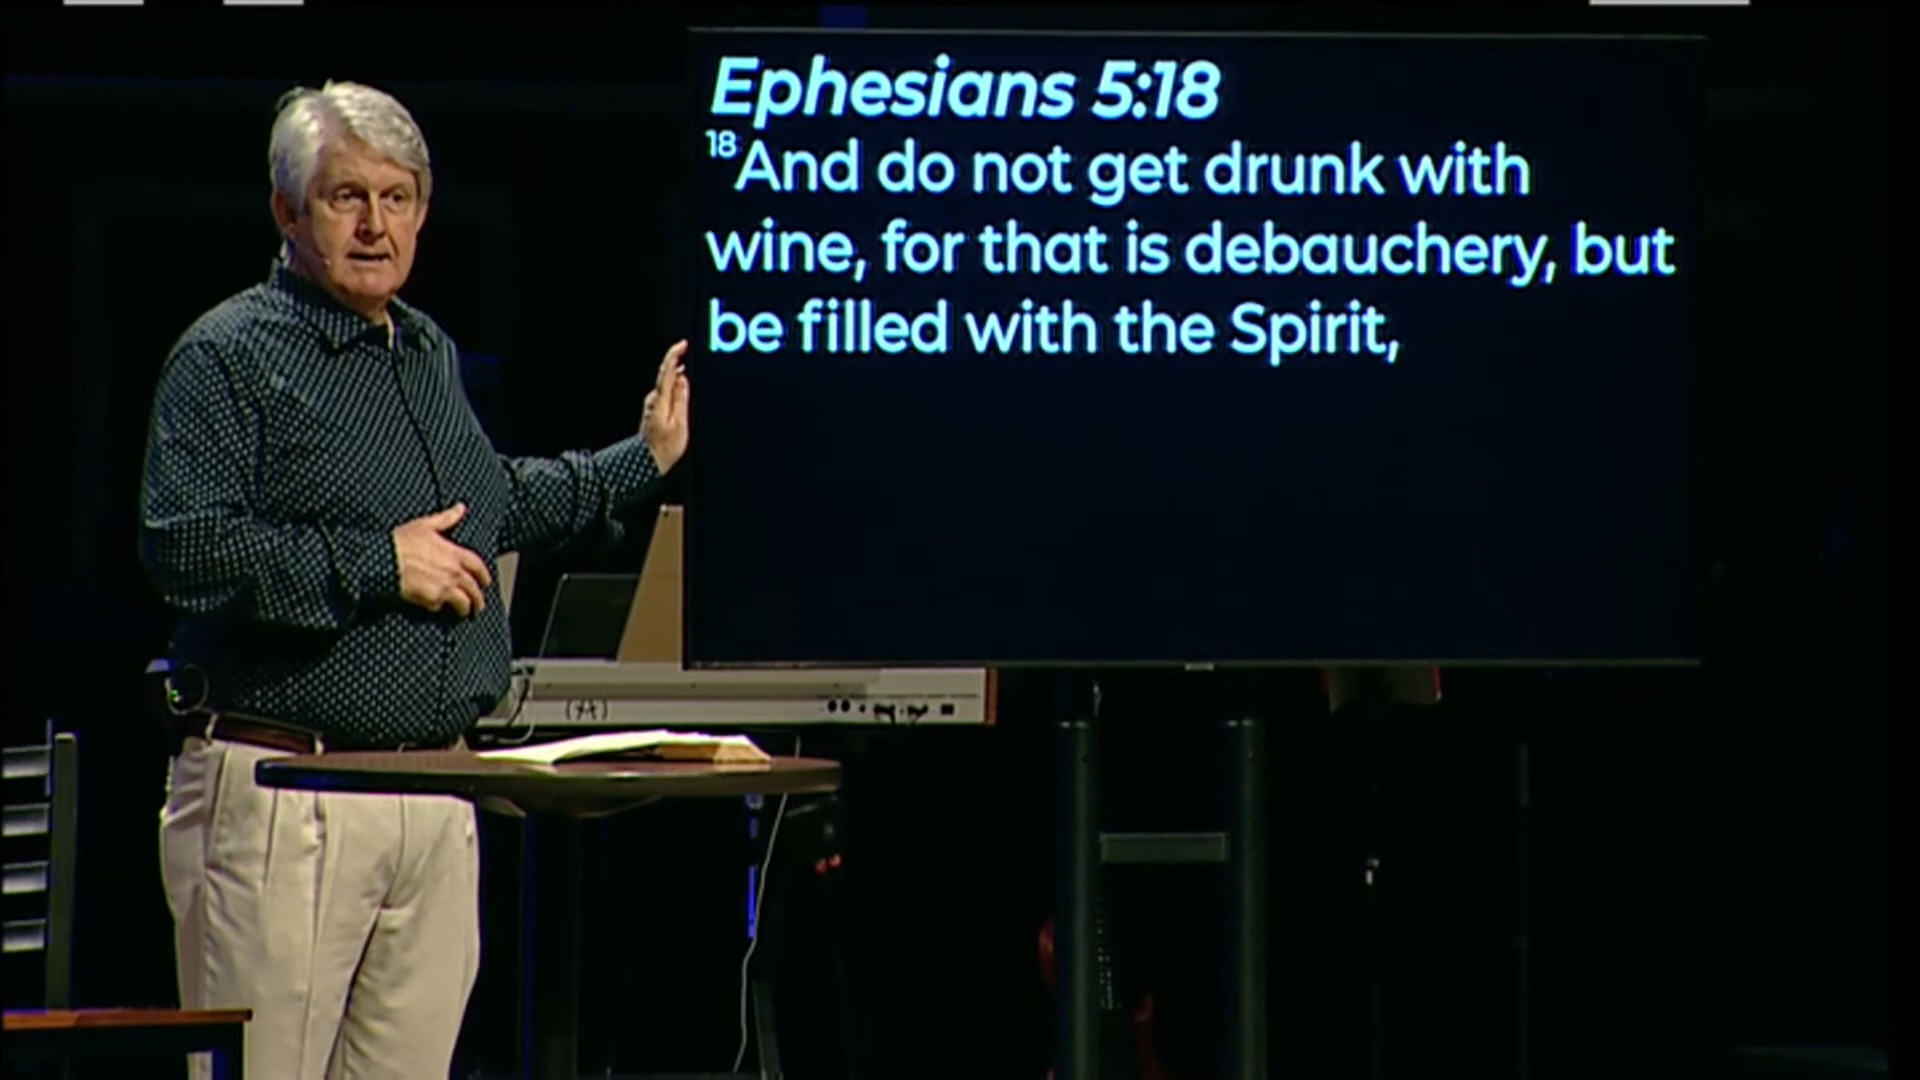 Ephesians 5:18
18And do not get drunk with
wine, for that is debauchery, but
be filled with the Spirit,